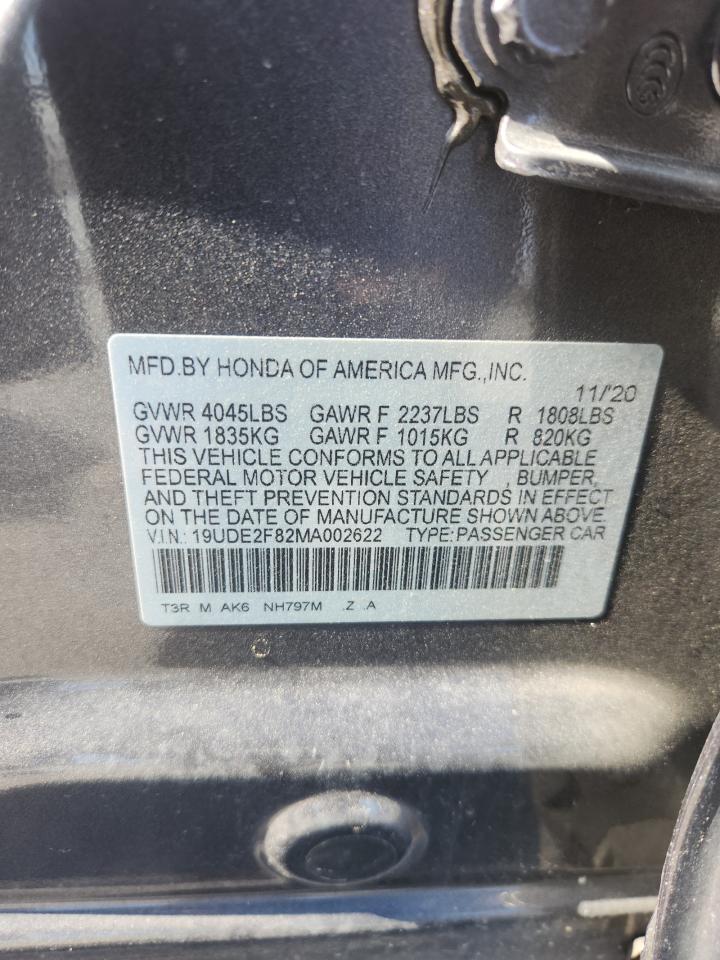 MFD.BY HONDA OF AMERICA MFG.,INC.
11/'20
GVWR 4045LBS GAWR F 2237LBS R 1808LBS
GVWR 1835KG GAWR F 1015KG R 820KG
THIS VEHICLE CONFORMS TO ALL APPLICABLE
FEDERAL MOTOR VEHICLE SAFETY , BUMPER,
AND THEFT PREVENTION STANDARDS IN EFFECT
ON THE DATE OF MANUFACTURE SHOWN ABOVE.
V.I.N.: 19UDE2F82MA002622 TYPE:PASSENGER CAR
T3R M AK6 NH797M .Z .A